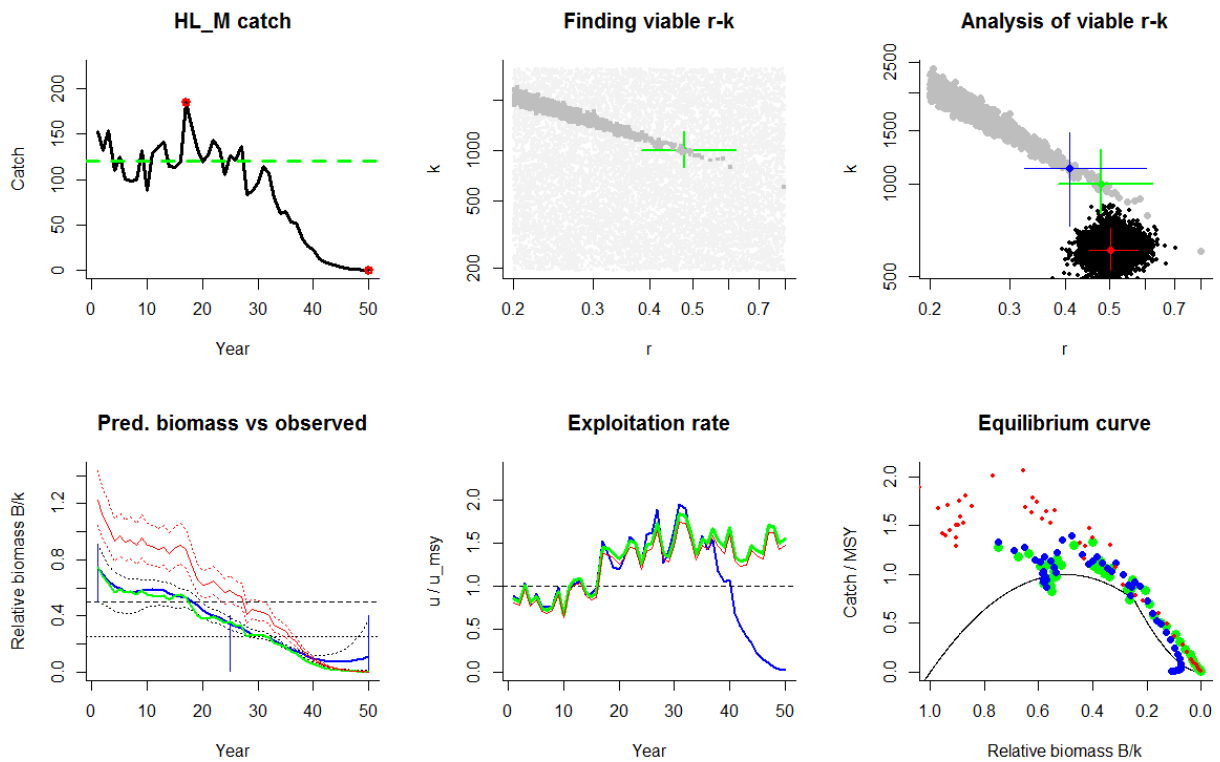 HL_M catch
Catch
0 50 100 150 200
0 10 20 30 40 50
Year
Finding viable r-k
k
200 500 1000
0.2 0.3 0.4 0.5 0.7
r
Analysis of viable r-k
k
500 1000 1500 2500
0.2 0.3 0.4 0.5 0.7
r
Pred. biomass vs observed
Relative biomass B/k
0.0 0.4 0.8 1.2
0 10 20 30 40 50
Year
Exploitation rate
u / u_msy
0.0 0.5 1.0 1.5 2.0
0 10 20 30 40 50
Year
Equilibrium curve
Catch / MSY
0.0 0.5 1.0 1.5 2.0
1.0 0.8 0.6 0.4 0.2 0.0
Relative biomass B/k